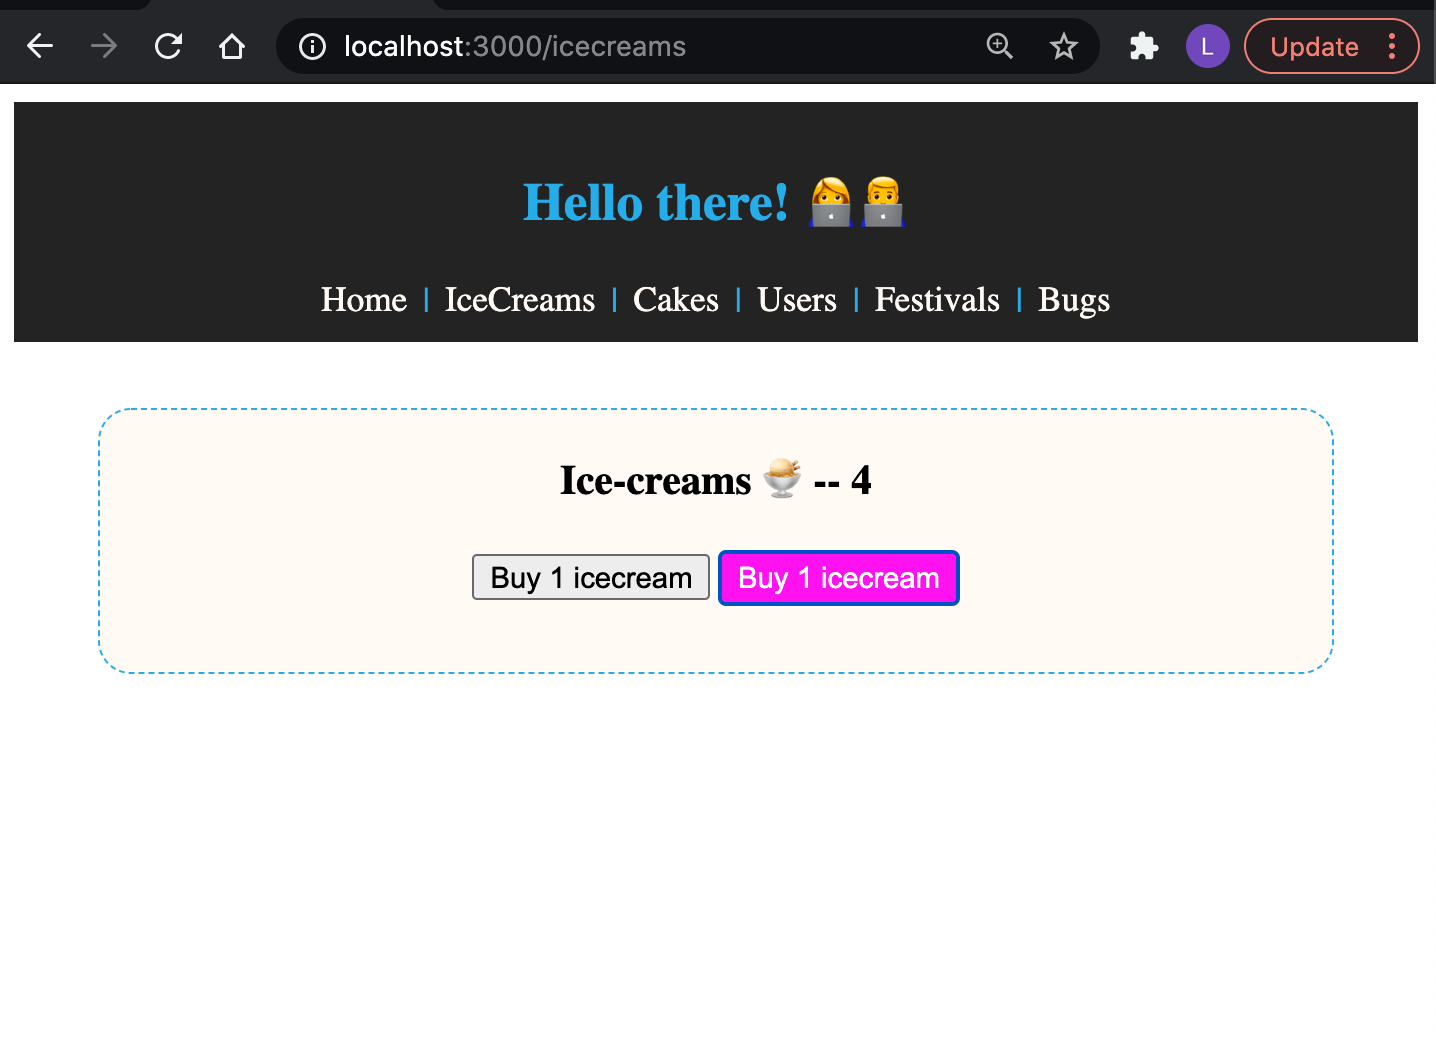 localhost:3000/icecreams
L
Update
Hello there! 👩‍💻👨‍💻
Home | IceCreams | Cakes | Users | Festivals | Bugs
Ice-creams 🍨 -- 4
Buy 1 icecream Buy 1 icecream